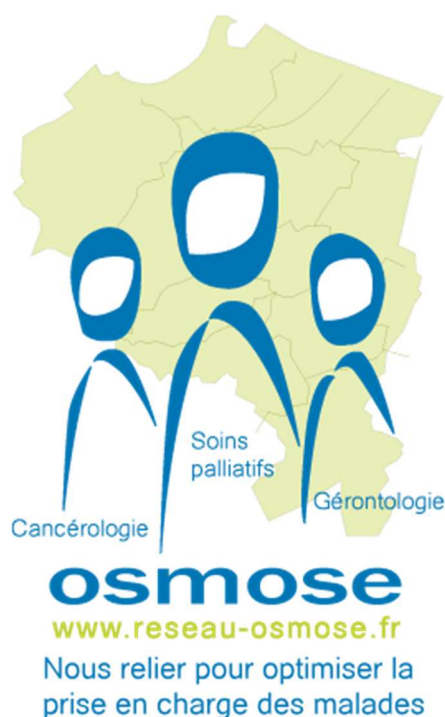 Soins
palliatifs
Gérontologie
Cancérologie
osmose
www.reseau-osmose.fr
Nous relier pour optimiser la
prise en charge des malades